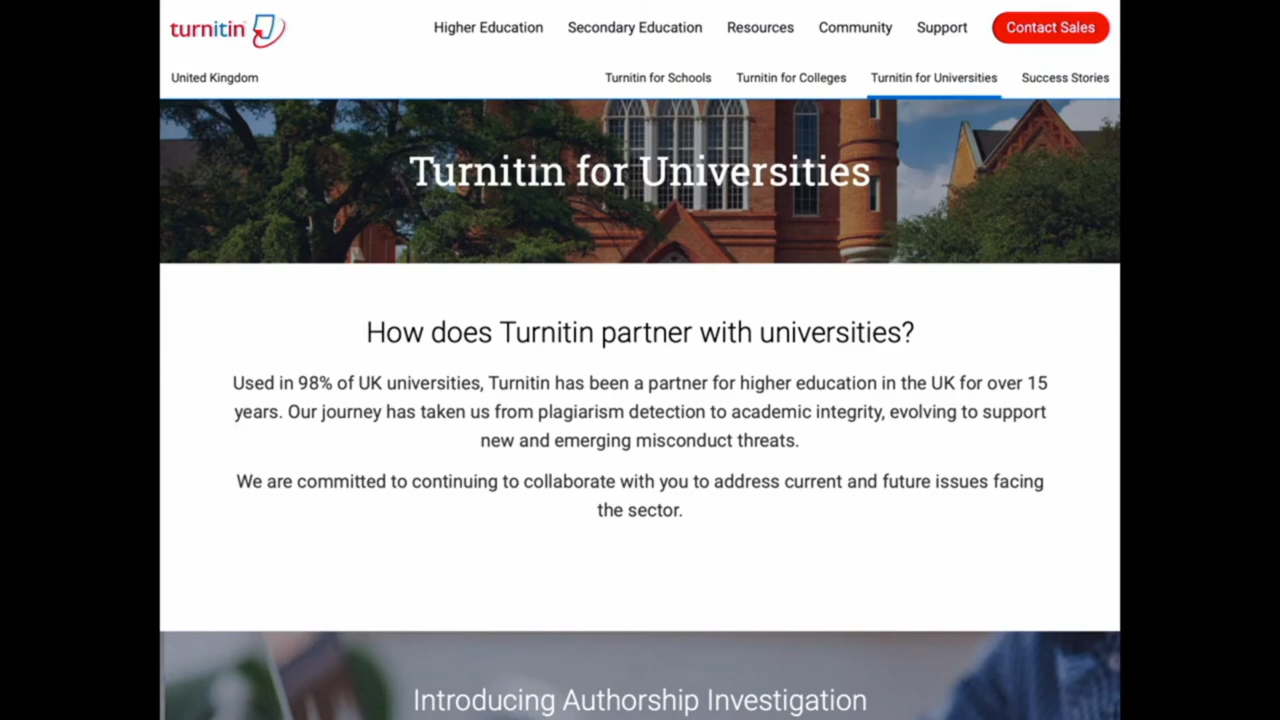 turnitin
Higher Education Secondary Education Resources Community Support Contact Sales
United Kingdom Turnitin for Schools Turnitin for Colleges Turnitin for Universities Success Stories
Turnitin for Universities
How does Turnitin partner with universities?
Used in 98% of UK universities, Turnitin has been a partner for higher education in the UK for over 15
years. Our journey has taken us from plagiarism detection to academic integrity, evolving to support
new and emerging misconduct threats.
We are committed to continuing to collaborate with you to address current and future issues facing
the sector.
Introducing Authorship Investigation